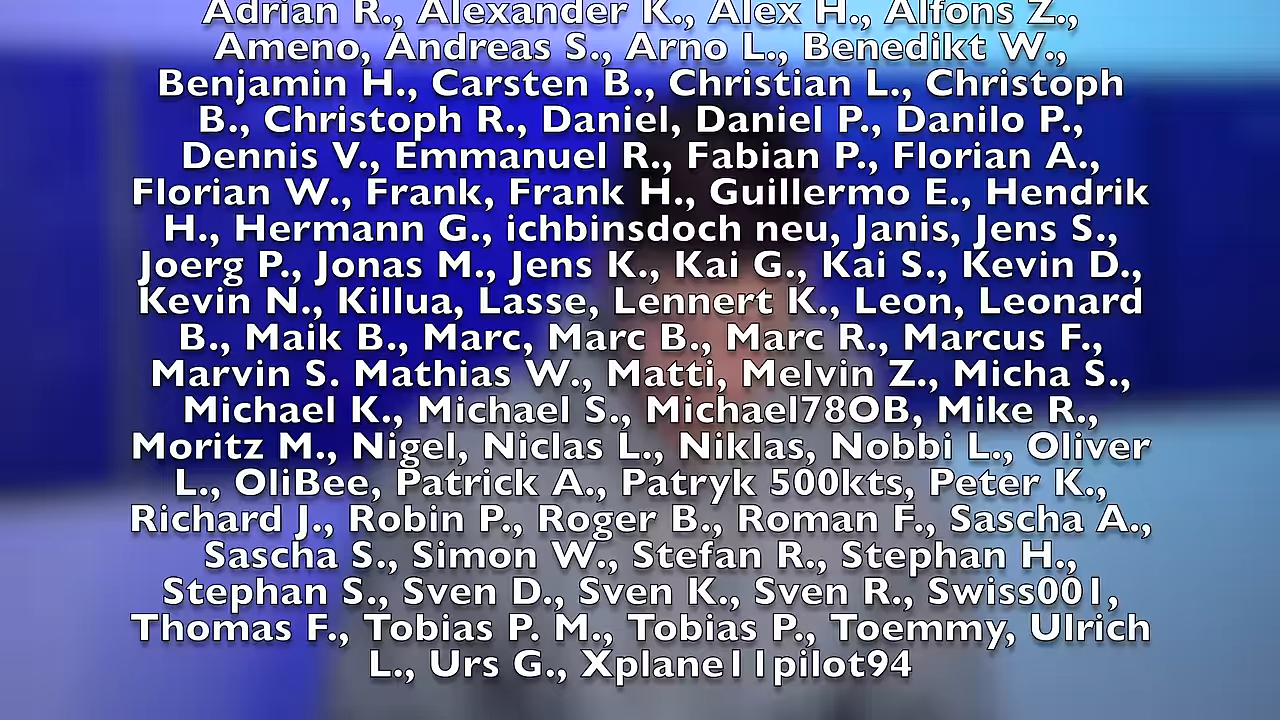 Adrian R., Alexander K., Alex H., Alfons Z.,
Ameno, Andreas S., Arno L., Benedikt W.,
Benjamin H., Carsten B., Christian L., Christoph
B., Christoph R., Daniel, Daniel P., Danilo P.,
Dennis V., Emmanuel R., Fabian P., Florian A.,
Florian W., Frank, Frank H., Guillermo E., Hendrik
H., Hermann G., ichbinsdoch neu, Janis, Jens S.,
Joerg P., Jonas M., Jens K., Kai G., Kai S., Kevin D.,
Kevin N., Killua, Lasse, Lennert K., Leon, Leonard
B., Maik B., Marc, Marc B., Marc R., Marcus F.,
Marvin S. Mathias W., Matti, Melvin Z., Micha S.,
Michael K., Michael S., Michael78OB, Mike R.,
Moritz M., Nigel, Niclas L., Niklas, Nobbi L., Oliver
L., OliBee, Patrick A., Patryk 500kts, Peter K.,
Richard J., Robin P., Roger B., Roman F., Sascha A.,
Sascha S., Simon W., Stefan R., Stephan H.,
Stephan S., Sven D., Sven K., Sven R., Swiss001,
Thomas F., Tobias P. M., Tobias P., Toemmy, Ulrich
L., Urs G., Xplane11pilot94